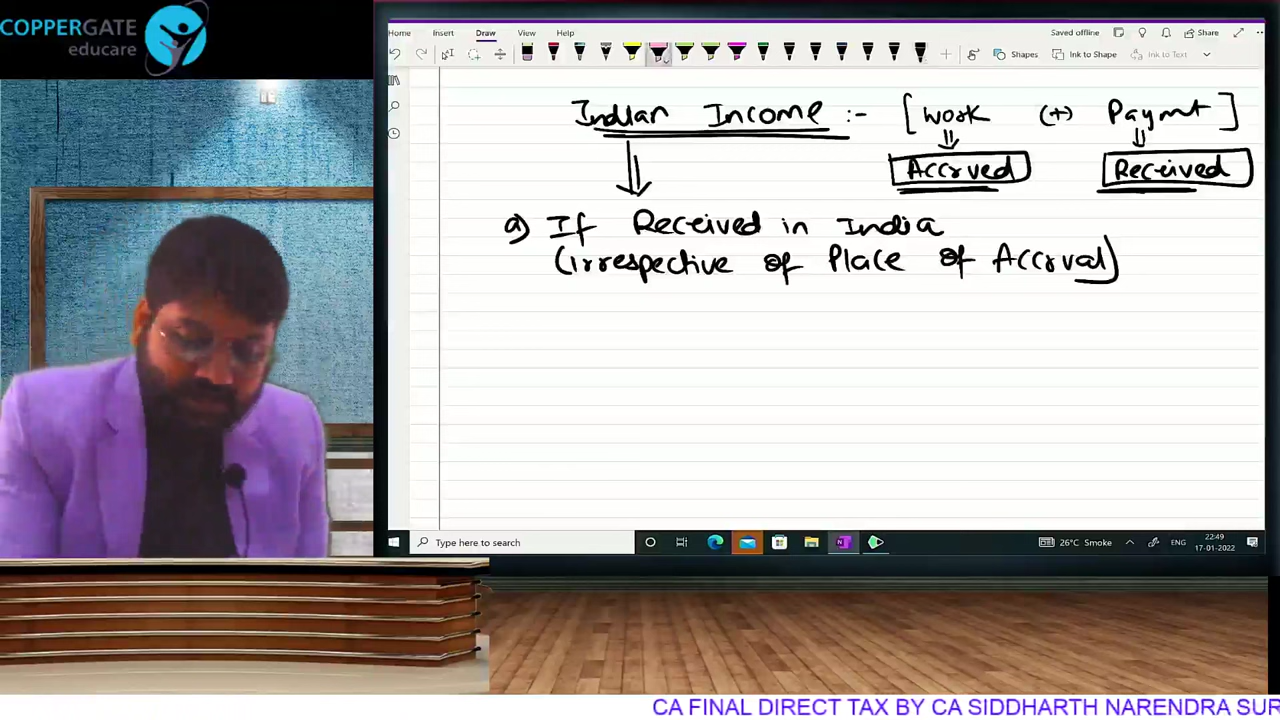 COPPERGATE
educare
Home Insert Draw View Help
Saved offline
Share
Shapes
Ink to Shape
Ink to Text
Indian Income :- [work (+) Paymt ]
Accrued Received
a) If Received in India
(irrespective of Place of Accrual)
Type here to search
26°C Smoke
ENG
22:49
17-01-2022
CA FINAL DIRECT TAX BY CA SIDDHARTH NARENDRA SUR